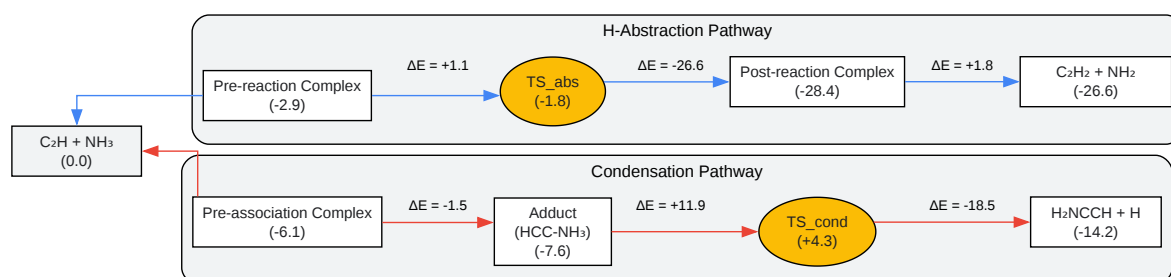 H-Abstraction Pathway
Pre-reaction Complex
(-2.9)
ΔE = +1.1
TS_abs
(-1.8)
ΔE = -26.6
Post-reaction Complex
(-28.4)
ΔE = +1.8
C₂H₂ + NH₂
(-26.6)
C₂H + NH₃
(0.0)
Condensation Pathway
Pre-association Complex
(-6.1)
ΔE = -1.5
Adduct
(HCC-NH₃)
(-7.6)
ΔE = +11.9
TS_cond
(+4.3)
ΔE = -18.5
H₂NCCH + H
(-14.2)